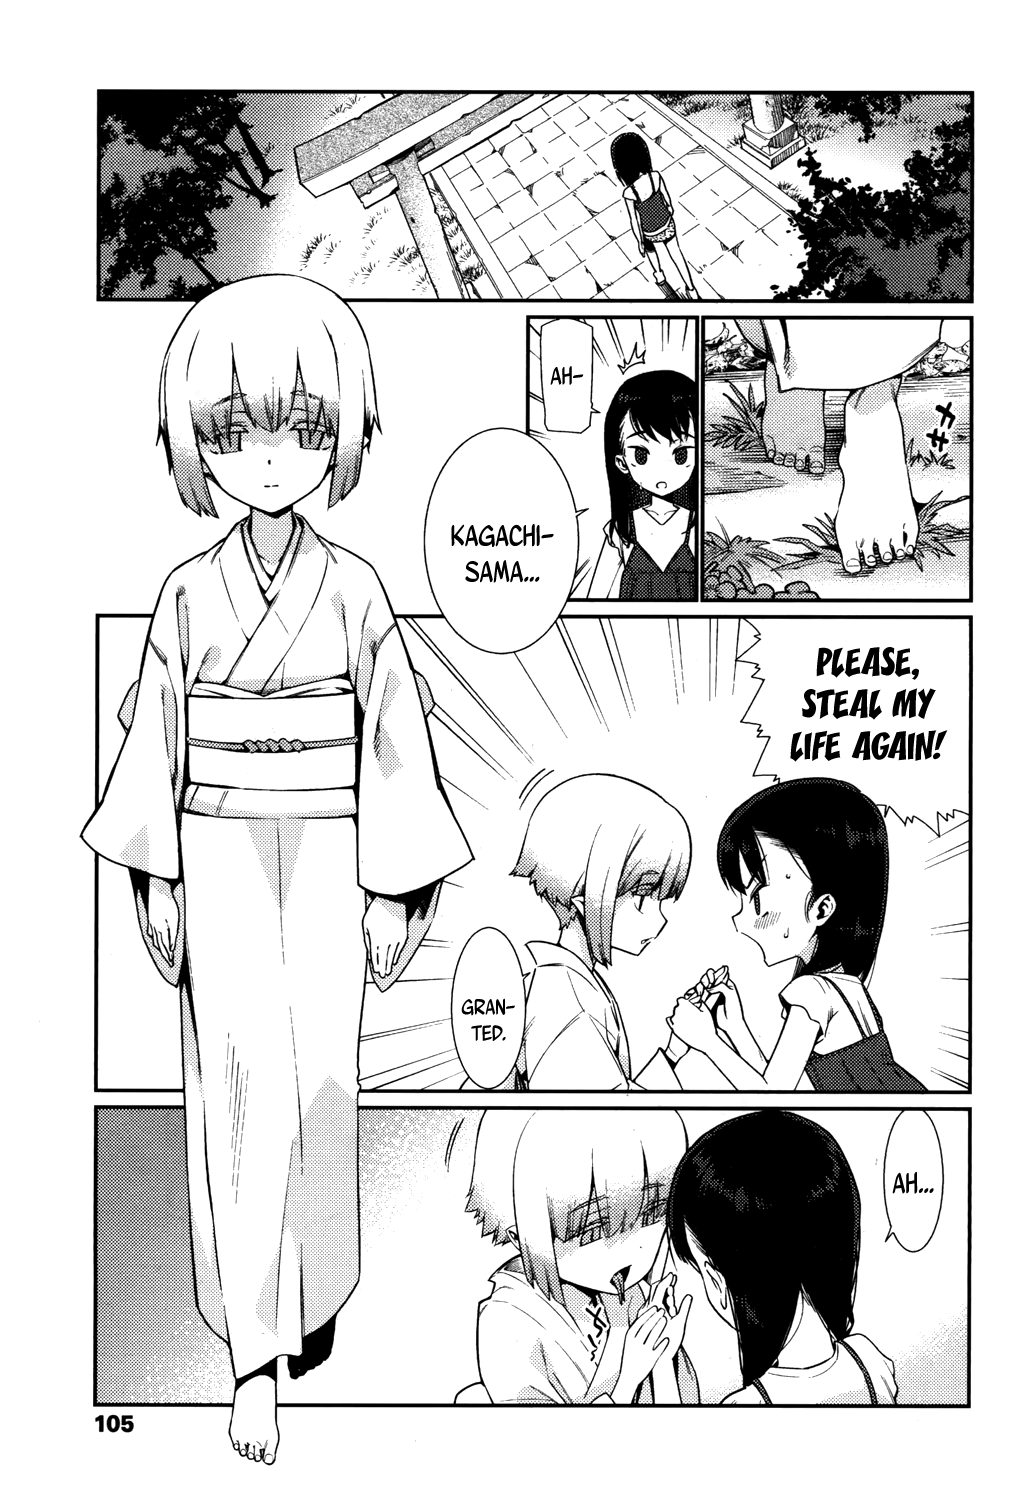 AH-
KAGACHI-
SAMA...
PLEASE,
STEAL MY
LIFE AGAIN!
GRAN-
TED.
AH...
105